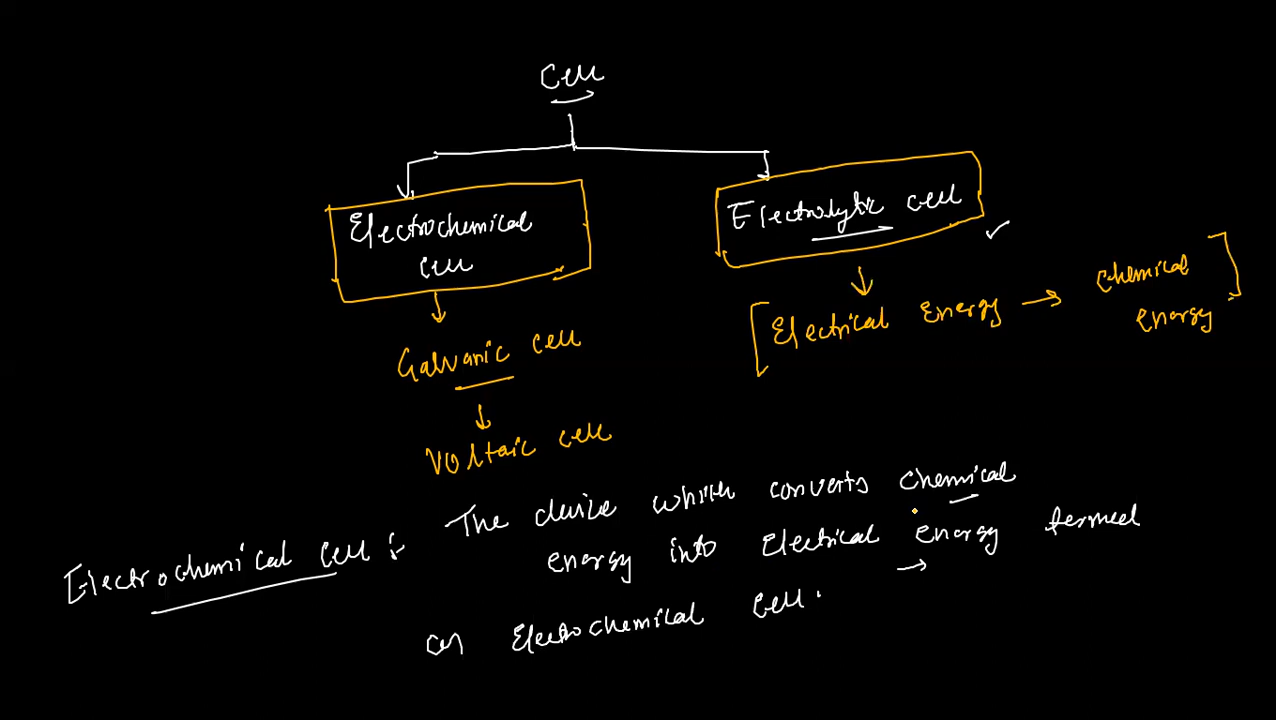 Cell
Electrochemical
cell
Electrolytic cell
Galvanic cell
Voltaic cell
[Electrical Energy → chemical
energy]
Electrochemical cell :- The device which converts chemical
energy into Electrical energy termed
as Electrochemical cell.